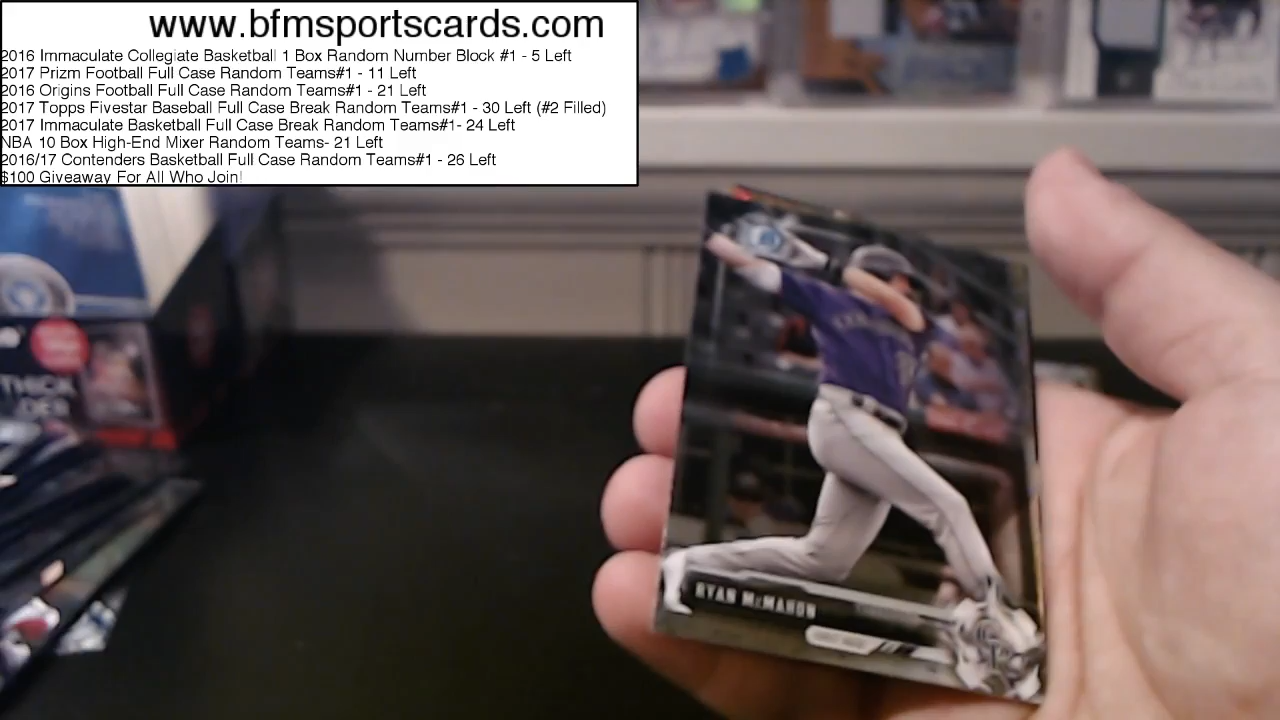 www.bfmsportscards.com
2016 Immaculate Collegiate Basketball 1 Box Random Number Block #1 - 5 Left
2017 Prizm Football Full Case Random Teams#1 - 11 Left
2016 Origins Football Full Case Random Teams#1 - 21 Left
2017 Topps Fivestar Baseball Full Case Break Random Teams#1 - 30 Left (#2 Filled)
2017 Immaculate Basketball Full Case Break Random Teams#1- 24 Left
NBA 10 Box High-End Mixer Random Teams- 21 Left
2016/17 Contenders Basketball Full Case Random Teams#1 - 26 Left
$100 Giveaway For All Who Join!
THICK
RYAN McMAHON